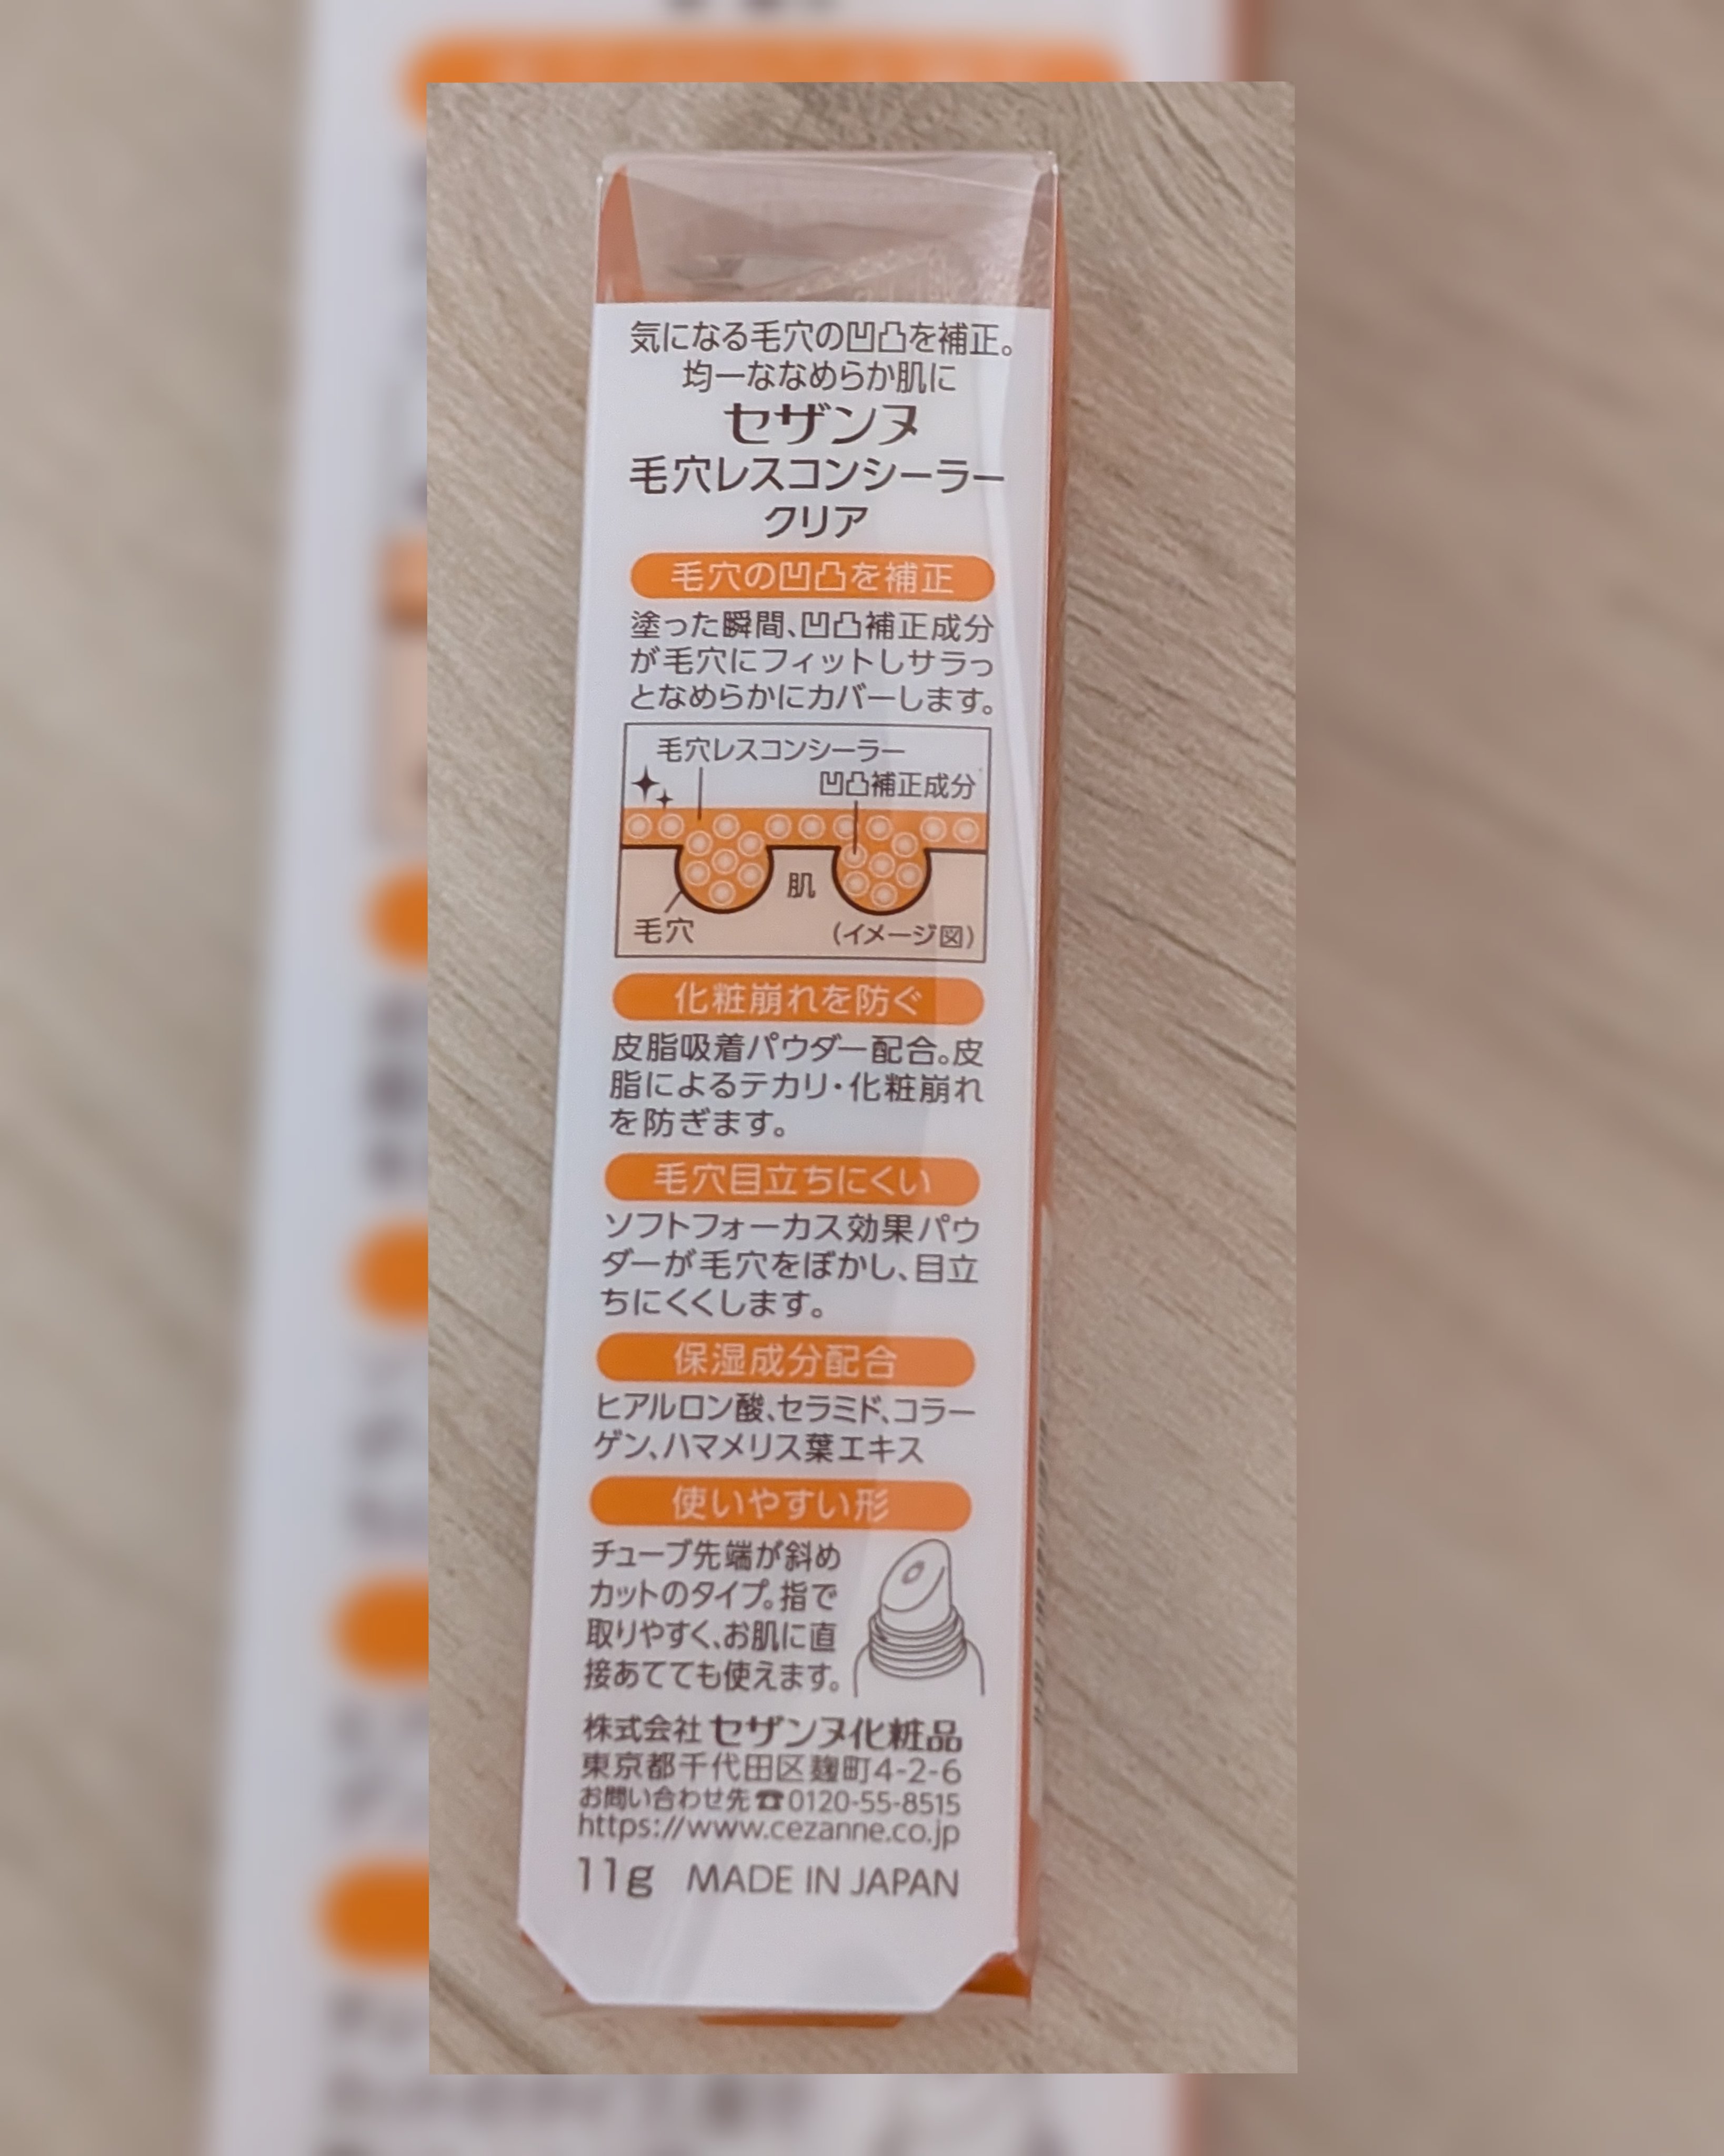 気になる毛穴の凹凸を補正。
均一ななめらか肌に
セザンヌ
毛穴レスコンシーラー
クリア
毛穴の凹凸を補正
塗った瞬間、凹凸補正成分
が毛穴にフィットしサラっ
となめらかにカバーします。
毛穴レスコンシーラー
凹凸補正成分
肌
毛穴
(イメージ図)
化粧崩れを防ぐ
皮脂吸着パウダー配合。皮
脂によるテカリ・化粧崩れ
を防ぎます。
毛穴目立ちにくい
ソフトフォーカス効果パウ
ダーが毛穴をぼかし、目立
ちにくくします。
保湿成分配合
ヒアルロン酸、セラミド、コラー
ゲン、ハマメリス葉エキス
使いやすい形
チューブ先端が斜め
カットのタイプ。指で
取りやすく、お肌に直
接あてても使えます。
株式会社 セザンヌ化粧品
東京都千代田区麹町4-2-6
お問い合わせ先☎0120-55-8515
https://www.cezanne.co.jp
11g MADE IN JAPAN